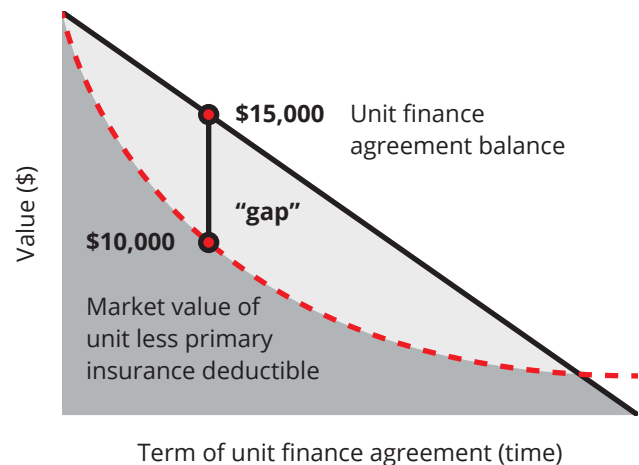 $15,000
Unit finance
agreement balance
Value ($)
“gap”
$10,000
Market value of
unit less primary
insurance deductible
Term of unit finance agreement (time)